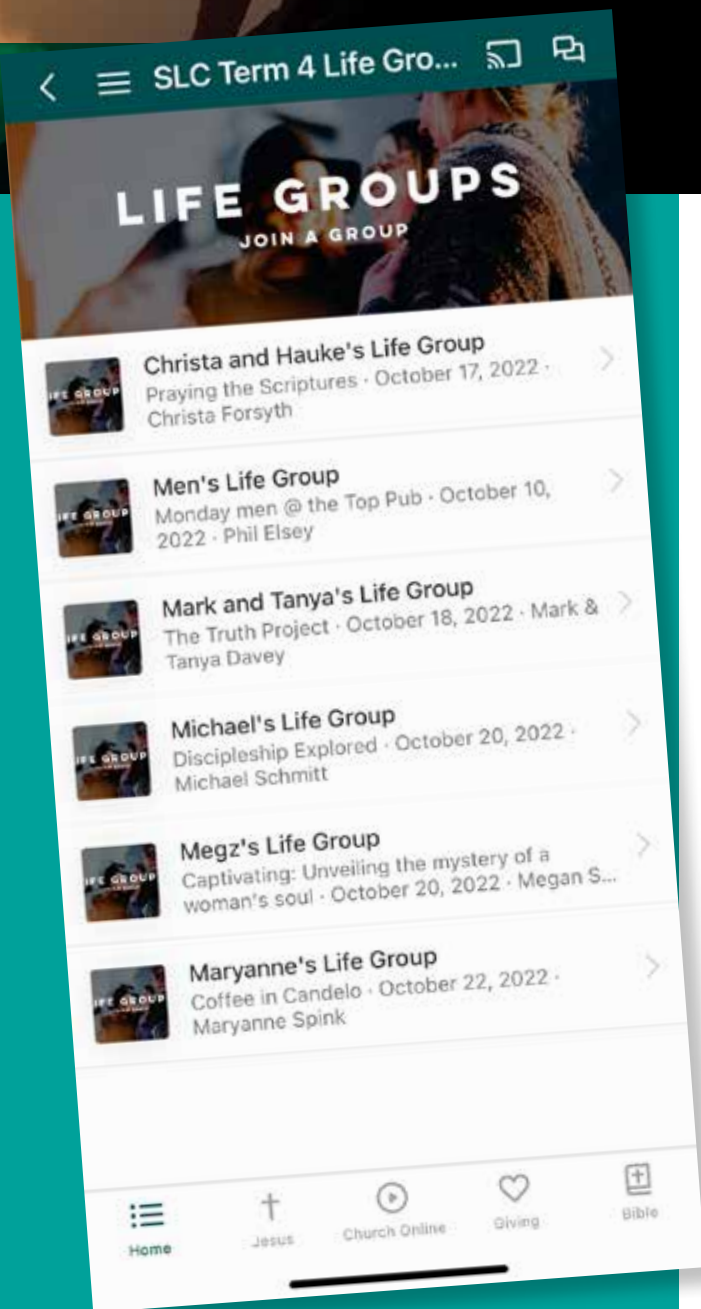 SLC Term 4 Life Gro...
LIFE GROUPS
JOIN A GROUP
Christa and Hauke's Life Group
Praying the Scriptures · October 17, 2022 ·
Christa Forsyth
Men's Life Group
Monday men @ the Top Pub · October 10,
2022 · Phil Elsey
Mark and Tanya's Life Group
The Truth Project · October 18, 2022 · Mark &
Tanya Davey
Michael's Life Group
Discipleship Explored · October 20, 2022 ·
Michael Schmitt
Megz's Life Group
Captivating: Unveiling the mystery of a
woman's soul · October 20, 2022 · Megan S...
Maryanne's Life Group
Coffee in Candelo · October 22, 2022 ·
Maryanne Spink
Home
Jesus
Church Online
Giving
Bible